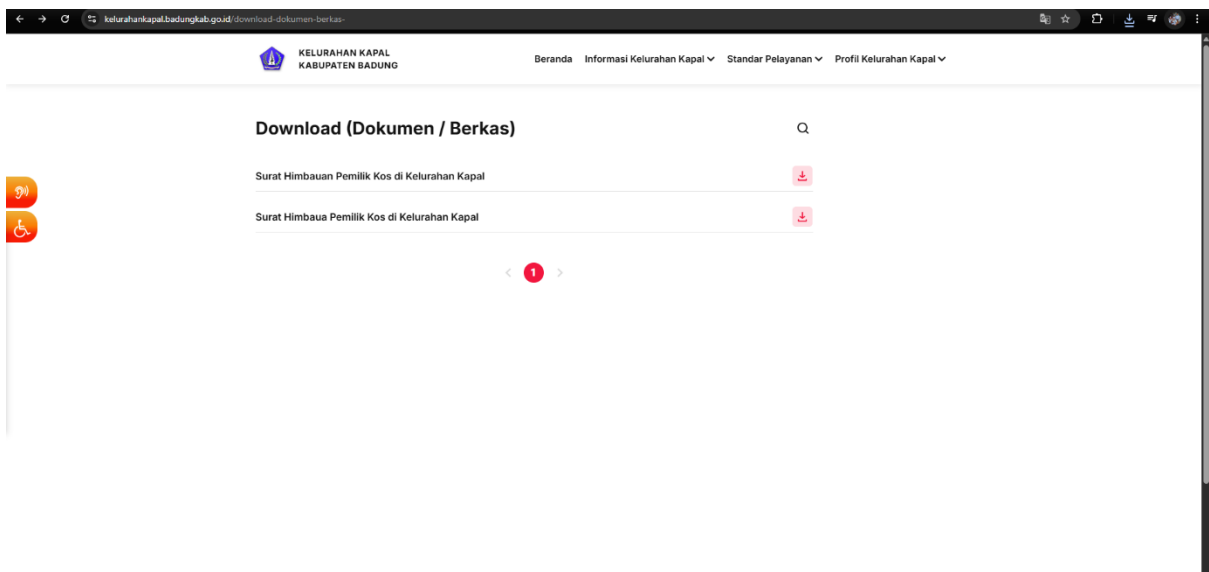 kelurahankapal.badungkab.go.id/download-dokumen-berkas-
KELURAHAN KAPAL
KABUPATEN BADUNG
Beranda Informasi Kelurahan Kapal Standar Pelayanan Profil Kelurahan Kapal
Download (Dokumen / Berkas)
Surat Himbauan Pemilik Kos di Kelurahan Kapal
Surat Himbaua Pemilik Kos di Kelurahan Kapal
1